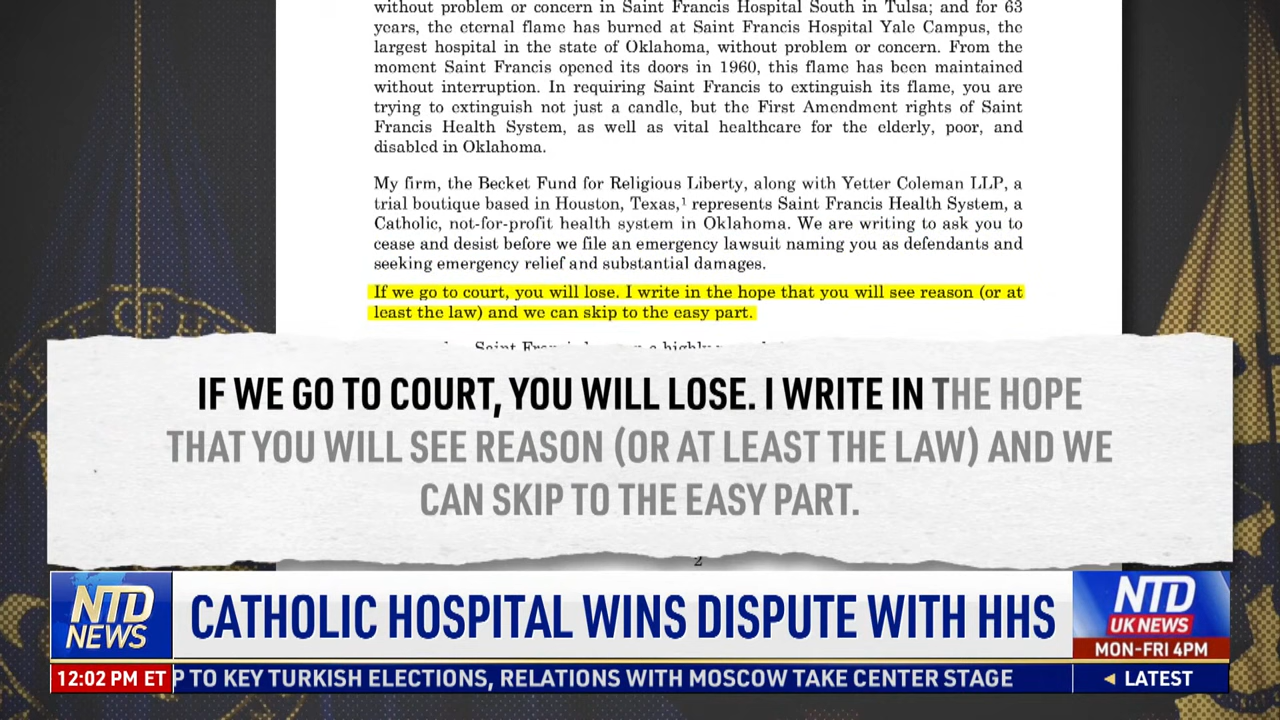 without problem or concern in Saint Francis Hospital South in Tulsa; and for 63
years, the eternal flame has burned at Saint Francis Hospital Yale Campus, the
largest hospital in the state of Oklahoma, without problem or concern. From the
moment Saint Francis opened its doors in 1960, this flame has been maintained
without interruption. In requiring Saint Francis to extinguish its flame, you are
trying to extinguish not just a candle, but the First Amendment rights of Saint
Francis Health System, as well as vital healthcare for the elderly, poor, and
disabled in Oklahoma.
My firm, the Becket Fund for Religious Liberty, along with Yetter Coleman LLP, a
trial boutique based in Houston, Texas,¹ represents Saint Francis Health System, a
Catholic, not-for-profit health system in Oklahoma. We are writing to ask you to
cease and desist before we file an emergency lawsuit naming you as defendants and
seeking emergency relief and substantial damages.
If we go to court, you will lose. I write in the hope that you will see reason (or at
least the law) and we can skip to the easy part.
IF WE GO TO COURT, YOU WILL LOSE. I WRITE IN THE HOPE
THAT YOU WILL SEE REASON (OR AT LEAST THE LAW) AND WE
CAN SKIP TO THE EASY PART.
2
NTD
NEWS
CATHOLIC HOSPITAL WINS DISPUTE WITH HHS
NTD
UK NEWS
MON-FRI 4PM
12:02 PM ET
P TO KEY TURKISH ELECTIONS, RELATIONS WITH MOSCOW TAKE CENTER STAGE
LATEST